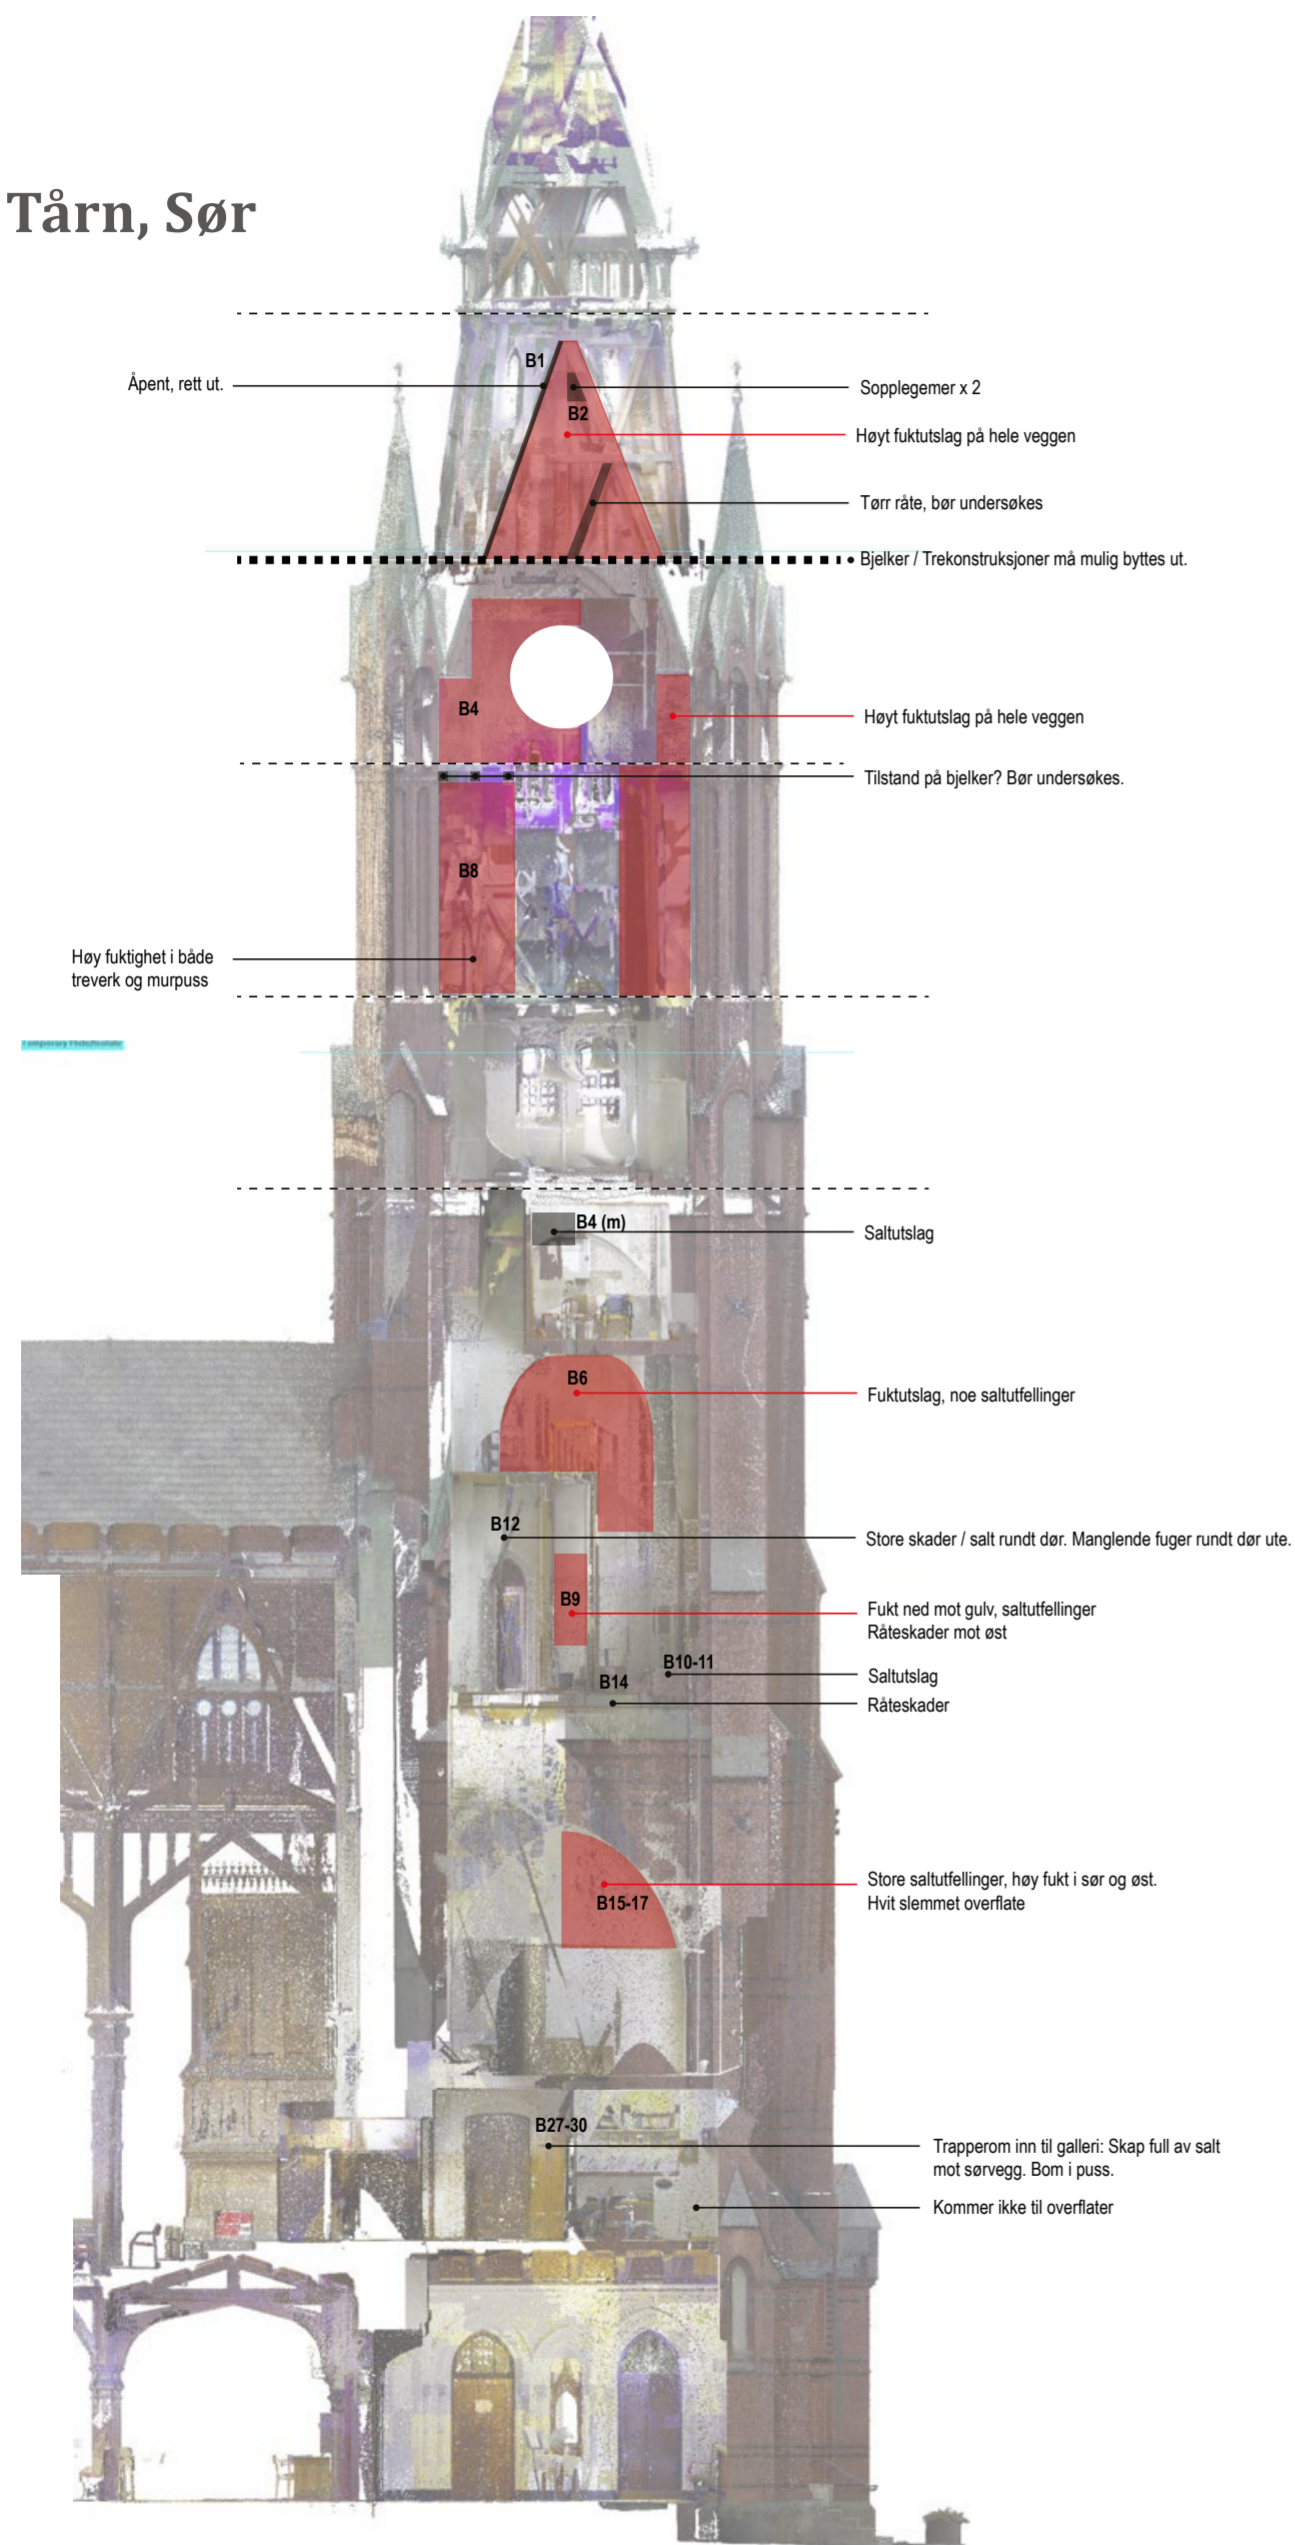 Tårn, Sør
B1
Åpent, rett ut.
Sopplegemer x 2
B2
Høyt fuktutslag på hele veggen
Tørr råte, bør undersøkes
Bjelker / Trekonstruksjoner må mulig byttes ut.
B4
Høyt fuktutslag på hele veggen
Tilstand på bjelker? Bør undersøkes.
B8
Høy fuktighet i både
treverk og murpuss
B4 (m)
Saltutslag
B6
Fuktutslag, noe saltutfellinger
B12
Store skader / salt rundt dør. Manglende fuger rundt dør ute.
B9
Fukt ned mot gulv, saltutfellinger
Råteskader mot øst
B10-11
Saltutslag
B14
Råteskader
Store saltutfellinger, høy fukt i sør og øst.
Hvit slemmet overflate
B15-17
B27-30
Trapperom inn til galleri: Skap full av salt
mot sørvegg. Bom i puss.
Kommer ikke til overflater